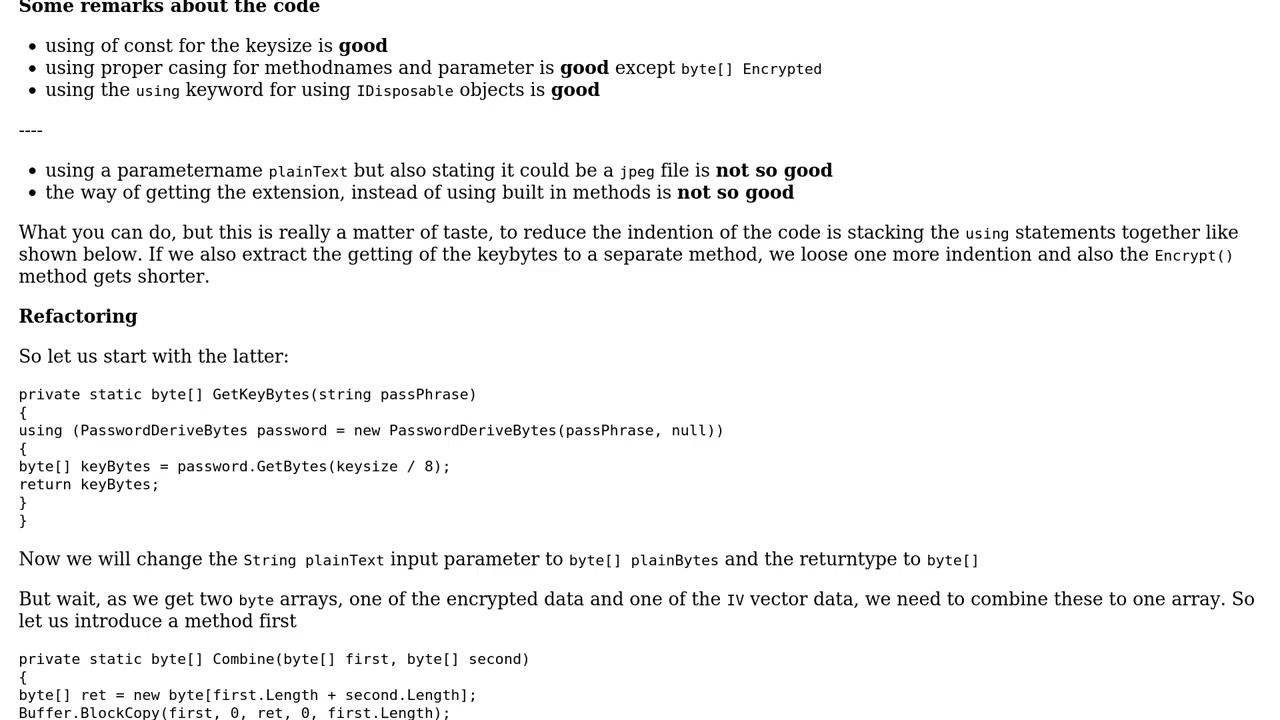 Some remarks about the code
• using of const for the keysize is good
• using proper casing for methodnames and parameter is good except byte[] Encrypted
• using the using keyword for using IDisposable objects is good
----
• using a parametername plainText but also stating it could be a jpeg file is not so good
• the way of getting the extension, instead of using built in methods is not so good
What you can do, but this is really a matter of taste, to reduce the indention of the code is stacking the using statements together like
shown below. If we also extract the getting of the keybytes to a separate method, we loose one more indention and also the Encrypt()
method gets shorter.
Refactoring
So let us start with the latter:
private static byte[] GetKeyBytes(string passPhrase)
{
using (PasswordDeriveBytes password = new PasswordDeriveBytes(passPhrase, null))
{
byte[] keyBytes = password.GetBytes(keysize / 8);
return keyBytes;
}
}
Now we will change the String plainText input parameter to byte[] plainBytes and the returntype to byte[]
But wait, as we get two byte arrays, one of the encrypted data and one of the IV vector data, we need to combine these to one array. So
let us introduce a method first
private static byte[] Combine(byte[] first, byte[] second)
{
byte[] ret = new byte[first.Length + second.Length];
Buffer.BlockCopy(first, 0, ret, 0, first.Length);